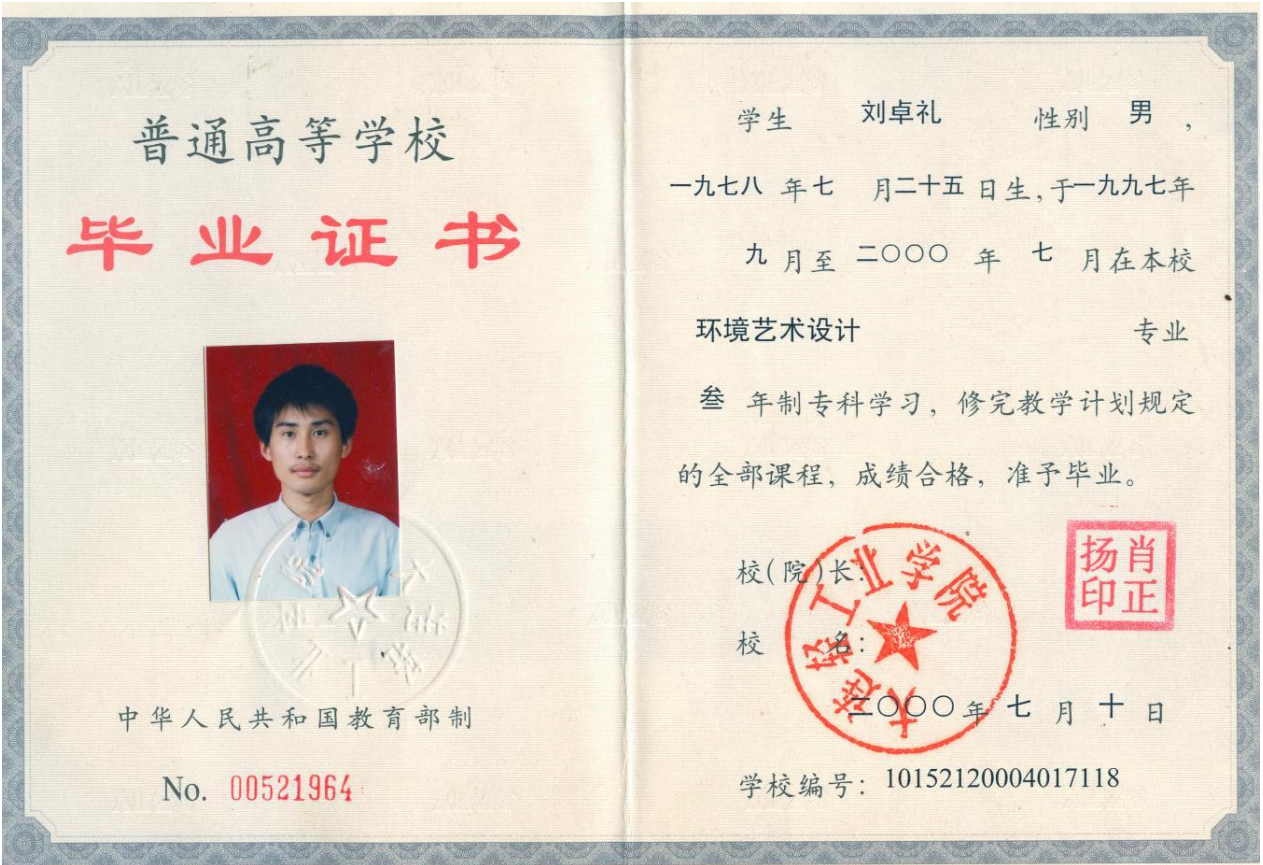 普通高等学校
毕业证书
中华人民共和国教育部制
No. 00521964
学生 刘卓礼 性别 男 ，
一九七八 年 七 月 二十五 日生，于一九九七年
九 月至 二〇〇〇 年 七 月在本校
环境艺术设计 专业
叁 年制专科学习，修完教学计划规定
的全部课程，成绩合格，准予毕业。
校(院)长：
肖正扬印
校 名：
大连轻工业学院
二〇〇〇年 七 月 十 日
学校编号：10152120004017118